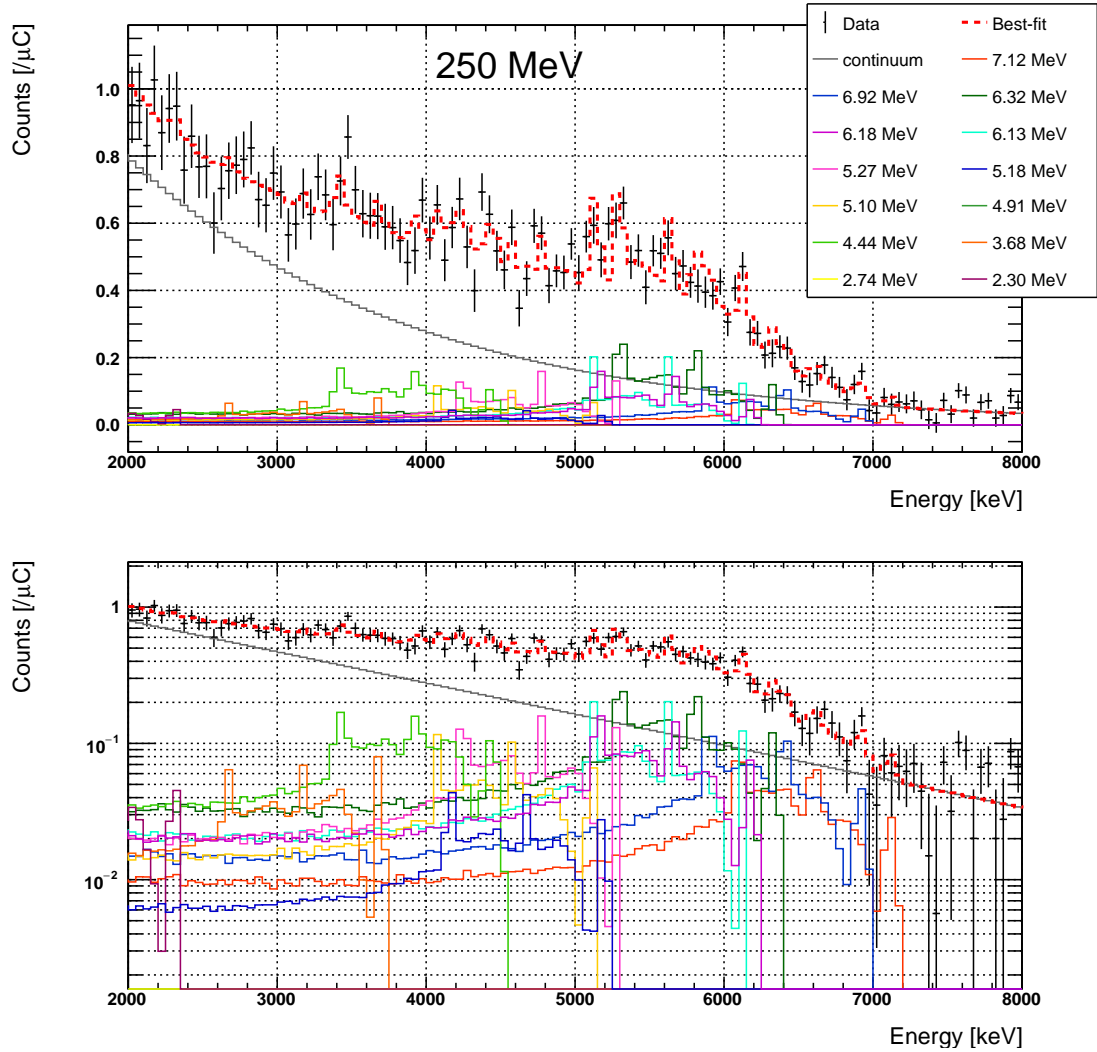 250 MeV
Counts [/μC]
Data
Best-fit
continuum
7.12 MeV
6.92 MeV
6.32 MeV
6.18 MeV
6.13 MeV
5.27 MeV
5.18 MeV
5.10 MeV
4.91 MeV
4.44 MeV
3.68 MeV
2.74 MeV
2.30 MeV
1.0
0.8
0.6
0.4
0.2
0.0
2000 3000 4000 5000 6000 7000 8000
Energy [keV]
Counts [/μC]
1
10⁻¹
10⁻²
2000 3000 4000 5000 6000 7000 8000
Energy [keV]